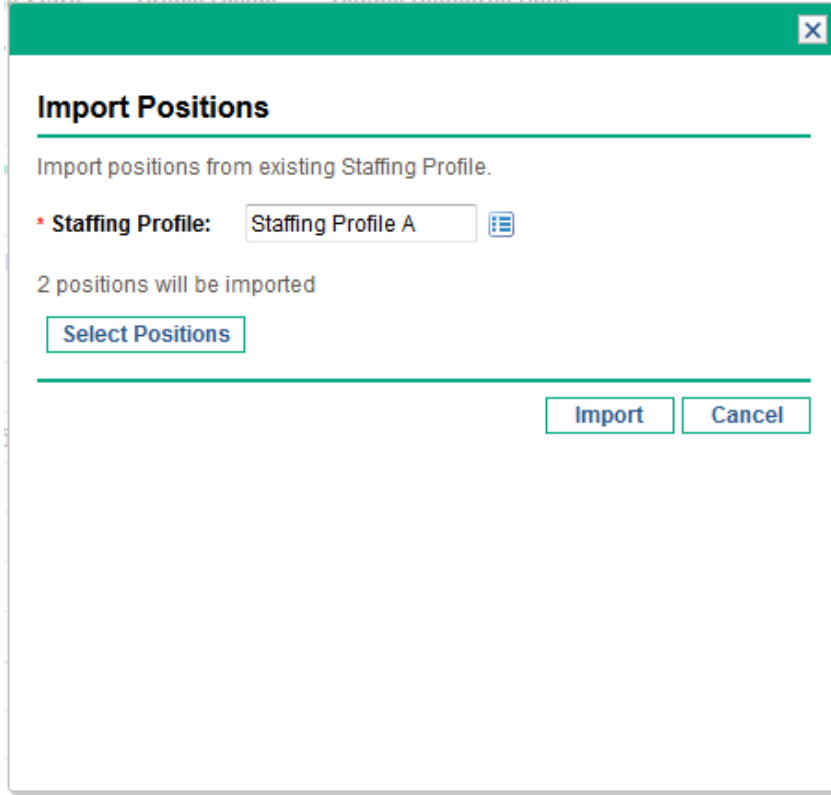 Import Positions
Import positions from existing Staffing Profile.
* Staffing Profile: Staffing Profile A
2 positions will be imported
Select Positions
Import Cancel